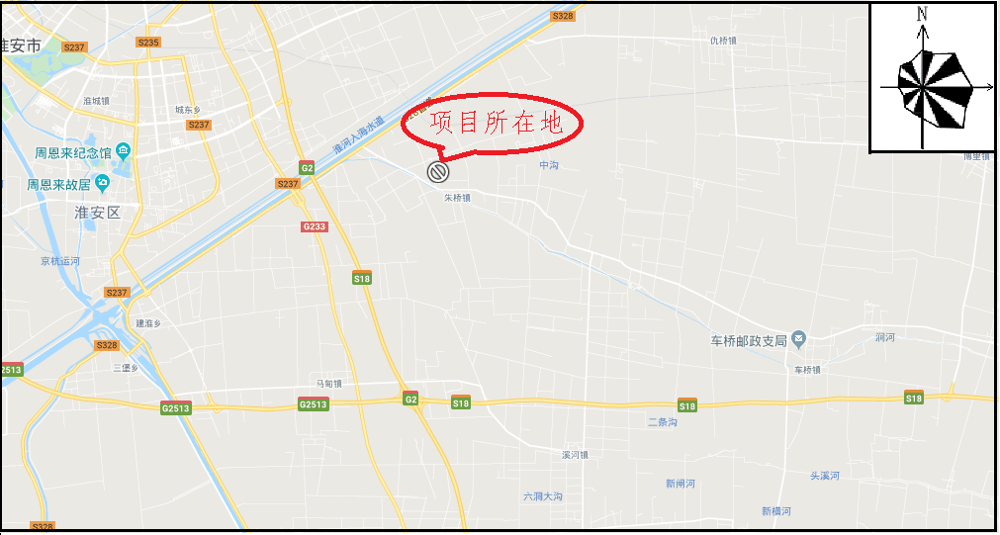 S328
N
仇桥镇
S235
淮安市
S237
淮城镇
城东乡
S237
项目所在地
淮河入海水道
周恩来纪念馆
博里镇
G2
中沟
周恩来故居
S237
朱桥镇
淮安区
G233
京杭运河
S18
S237
建淮乡
车桥邮政支局
涧河
S328
三堡乡
G2513
车桥镇
马甸镇
G2
S18
G2513
G2513
S18
S18
二条沟
溪河镇
头溪河
新闸河
六洞大沟
新横河
S328